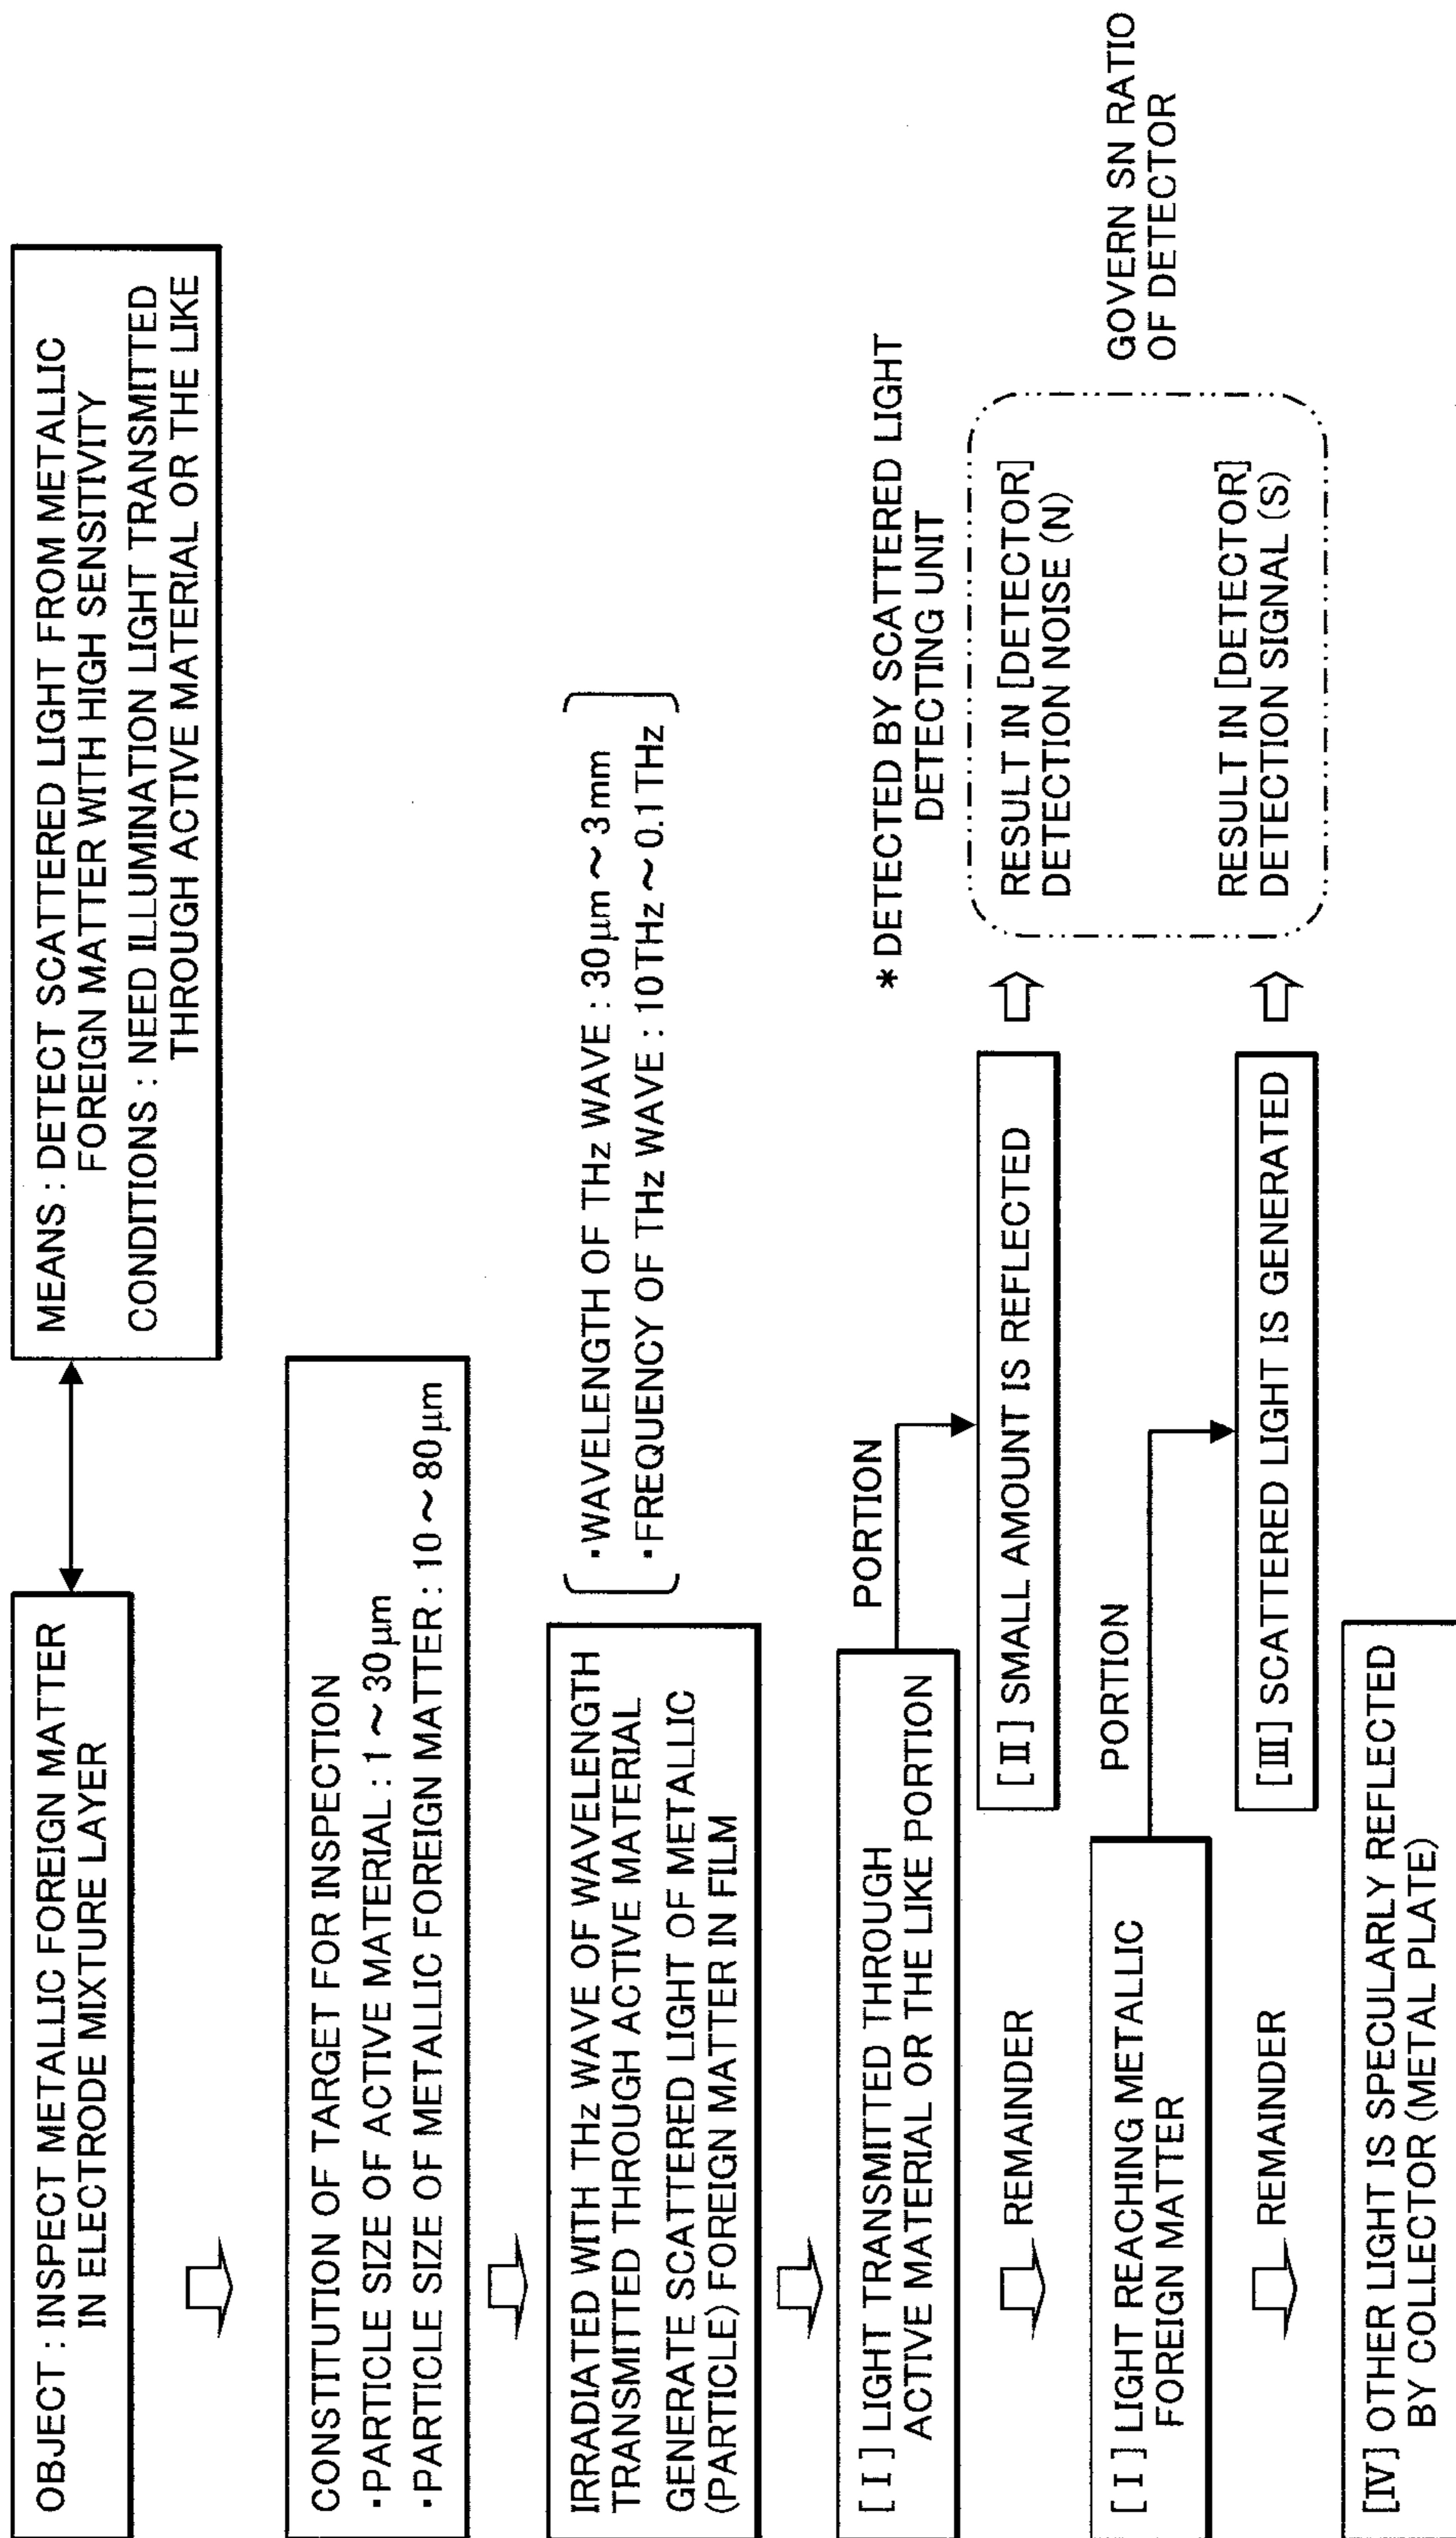 OBJECT : INSPECT METALLIC FOREIGN MATTER
IN ELECTRODE MIXTURE LAYER
MEANS : DETECT SCATTERED LIGHT FROM METALLIC
FOREIGN MATTER WITH HIGH SENSITIVITY
CONDITIONS : NEED ILLUMINATION LIGHT TRANSMITTED
THROUGH ACTIVE MATERIAL OR THE LIKE
CONSTITUTION OF TARGET FOR INSPECTION
・PARTICLE SIZE OF ACTIVE MATERIAL : 1 ~ 30μm
・PARTICLE SIZE OF METALLIC FOREIGN MATTER : 10 ~ 80μm
IRRADIATED WITH THz WAVE OF WAVELENGTH
TRANSMITTED THROUGH ACTIVE MATERIAL
GENERATE SCATTERED LIGHT OF METALLIC
(PARTICLE) FOREIGN MATTER IN FILM
・WAVELENGTH OF THz WAVE : 30μm ~ 3mm
・FREQUENCY OF THz WAVE : 10THz ~ 0.1THz
[ I ] LIGHT TRANSMITTED THROUGH
ACTIVE MATERIAL OR THE LIKE PORTION
PORTION
* DETECTED BY SCATTERED LIGHT
DETECTING UNIT
[ II ] SMALL AMOUNT IS REFLECTED
RESULT IN [DETECTOR]
DETECTION NOISE (N)
REMAINDER
GOVERN SN RATIO
OF DETECTOR
[ I ] LIGHT REACHING METALLIC
FOREIGN MATTER
PORTION
[III] SCATTERED LIGHT IS GENERATED
RESULT IN [DETECTOR]
DETECTION SIGNAL (S)
REMAINDER
[IV] OTHER LIGHT IS SPECULARLY REFLECTED
BY COLLECTOR (METAL PLATE)